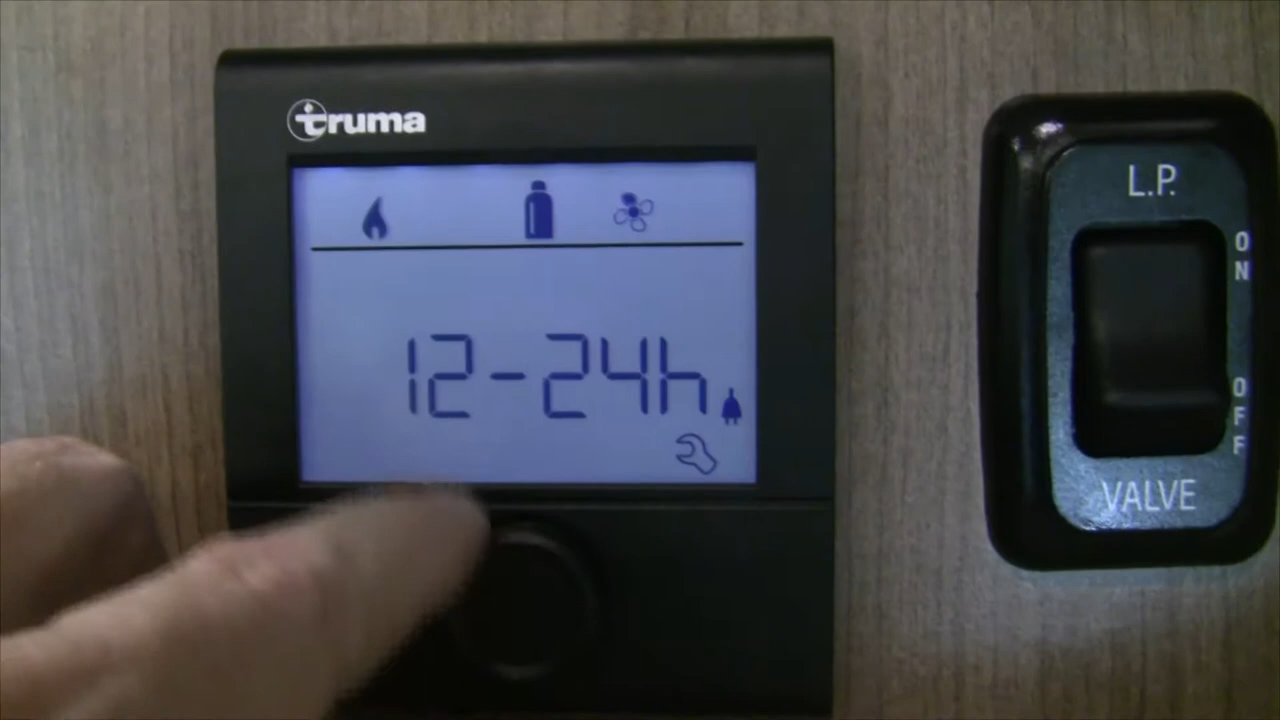 truma
12-24h
L.P.
ON
OFF
VALVE